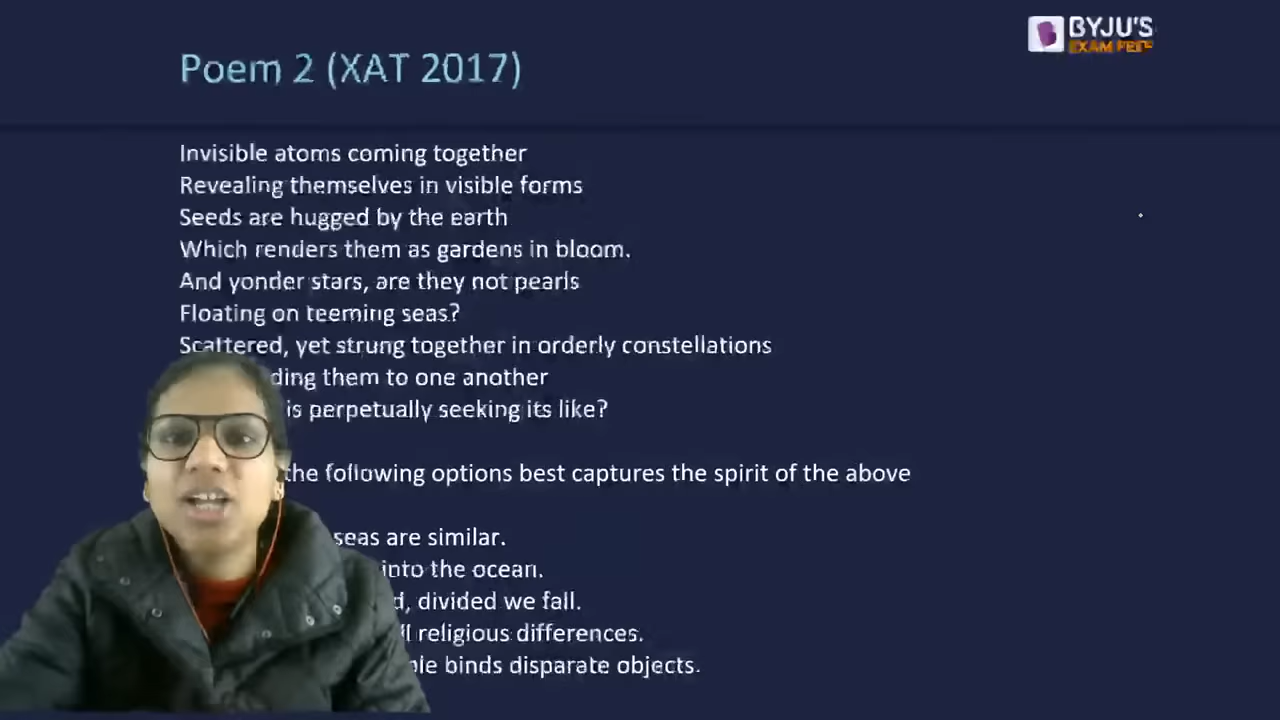 BYJU'S
EXAM PREP
Poem 2 (XAT 2017)
Invisible atoms coming together
Revealing themselves in visible forms
Seeds are hugged by the earth
Which renders them as gardens in bloom.
And yonder stars, are they not pearls
Floating on teeming seas?
Scattered, yet strung together in orderly constellations
ding them to one another
is perpetually seeking its like?
the following options best captures the spirit of the above
seas are similar.
into the ocean.
d, divided we fall.
religious differences.
ple binds disparate objects.